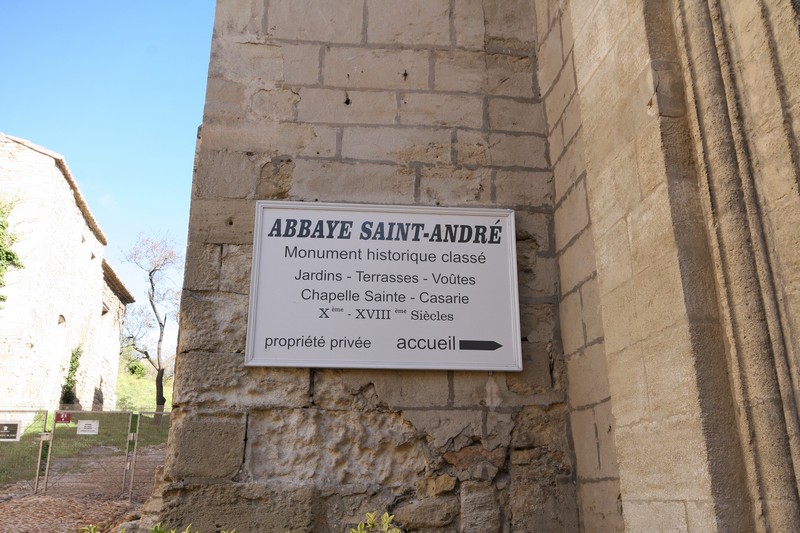 ABBAYE SAINT-ANDRÉ
Monument historique classé
Jardins - Terrasses - Voûtes
Chapelle Sainte - Casarie
Xème - XVIIIème Siècles
propriété privée accueil